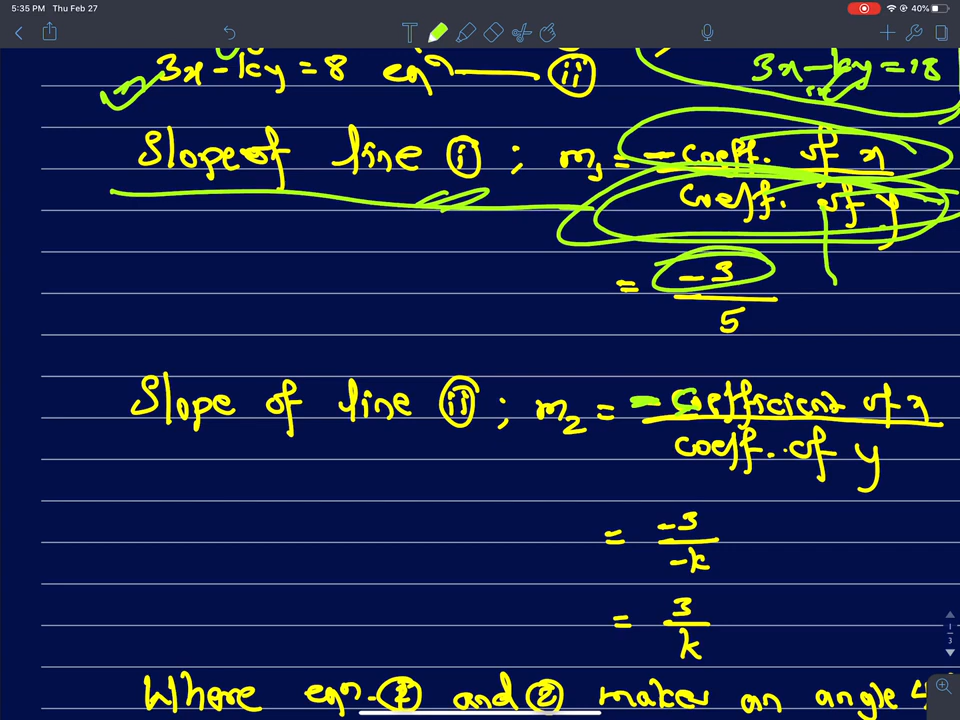 5:35 PM Thu Feb 27 40%
3x - ky = 8 eqn (ii) 3x - ky = 18
Slope of line (i) ; m1 = - coeff. of x
coeff. of y
= -3
5
Slope of line (ii) ; m2 = - coefficient of x
coeff. of y
= -3
-k
= 3
k
1
3
Where eqn. (1) and (2) makes an angle